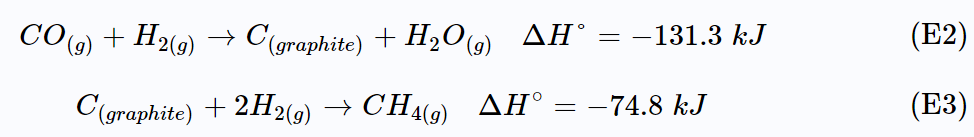 CO(g) + H2(g) → C(graphite) + H2O(g) ΔH° = −131.3 kJ (E2)
C(graphite) + 2H2(g) → CH4(g) ΔH° = −74.8 kJ (E3)